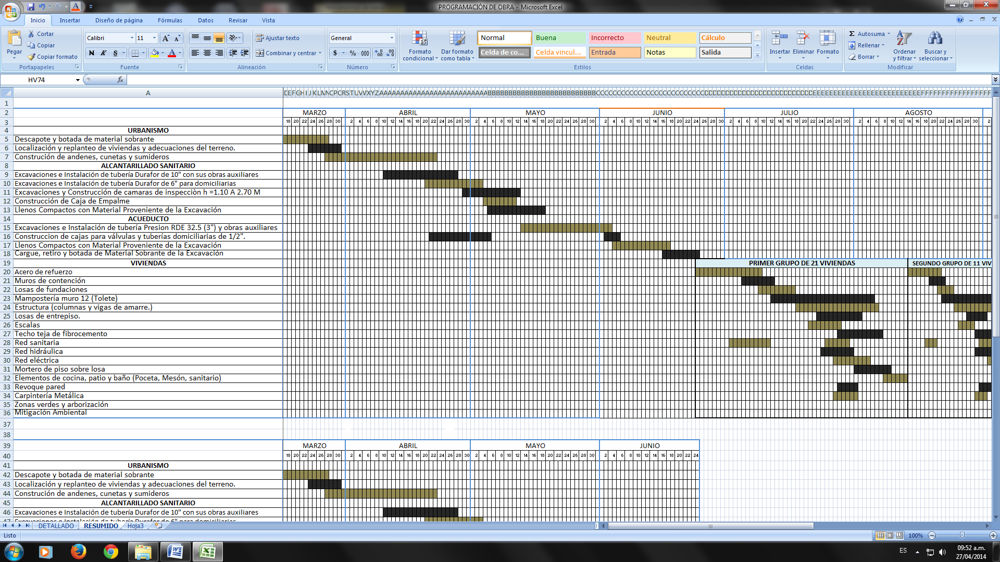 PROGRAMACIÓN DE OBRA - Microsoft Excel
Inicio Insertar Diseño de página Fórmulas Datos Revisar Vista
Pegar
Cortar
Copiar
Copiar formato
Portapapeles
Calibri 11
N K S
Fuente
Ajustar texto
Combinar y centrar
Alineación
General
$ % 000
Número
Formato condicional
Dar formato como tabla
Normal Buena Incorrecto Neutral Cálculo
Celda de co... Celda vincul... Entrada Notas Salida
Estilos
Insertar Eliminar Formato
Celdas
Autosuma
Rellenar
Borrar
Ordenar y filtrar
Buscar y seleccionar
Modificar
HV74 fx
A
1
2 MARZO ABRIL MAYO JUNIO JULIO AGOSTO
3 18 20 22 24 26 30 2 4 6 8 10 12 14 16 18 20 22 24 26 28 30 2 4 6 8 10 12 14 16 18 20 22 24 26 28 30 2 4 6 8 10 12 14 16 18 20 22 24 26 28 30 2 4 6 8 10 12 14 16 18 20 22 24 26 28 30 2 4 6 8 10 12 14 18 20 22 24 26 28 30 2
4 URBANISMO
5 Descapote y botada de material sobrante
6 Localización y replanteo de viviendas y adecuaciones del terreno.
7 Construción de andenes, cunetas y sumideros
8 ALCANTARILLADO SANITARIO
9 Excavaciones e Instalación de tubería Durafor de 10" con sus obras auxiliares
10 Excavaciones e Instalación de tubería Durafor de 6" para domiciliarias
11 Excavaciones y Construcción de camaras de inspecciòn h =1.10 A 2.70 M
12 Construcción de Caja de Empalme
13 Llenos Compactos con Material Proveniente de la Excavación
14 ACUEDUCTO
15 Excavaciones e Instalación de tubería Presion RDE 32.5 (3") y obras auxiliares
16 Construccion de cajas para válvulas y tuberías domiciliarias de 1/2".
17 Llenos Compactos con Material Proveniente de la Excavación
18 Cargue, retiro y botada de Material Sobrante de la Excavación
19 VIVIENDAS PRIMER GRUPO DE 21 VIVIENDAS SEGUNDO GRUPO DE 11 VIV
20 Acero de refuerzo
21 Muros de contención
22 Losas de fundaciones
23 Mampostería muro 12 (Tolete)
24 Estructura (columnas y vigas de amarre.)
25 Losas de entrepiso.
26 Escalas
27 Techo teja de fibrocemento
28 Red sanitaria
29 Red hidráulica
30 Red eléctrica
31 Mortero de piso sobre losa
32 Elementos de cocina, patio y baño (Poceta, Mesón, sanitario)
33 Revoque pared
34 Carpintería Metálica
35 Zonas verdes y arborización
36 Mitigación Ambiental
37
38
39 MARZO ABRIL MAYO JUNIO
40 18 20 22 24 26 30 2 4 6 8 10 12 14 16 18 20 22 24 26 28 30 2 4 6 8 10 12 14 16 18 20 22 24 26 28 30 2 4 6 8 10 12 14 16 18 20 22 24
41 URBANISMO
42 Descapote y botada de material sobrante
43 Localización y replanteo de viviendas y adecuaciones del terreno.
44 Construción de andenes, cunetas y sumideros
45 ALCANTARILLADO SANITARIO
46 Excavaciones e Instalación de tubería Durafor de 10" con sus obras auxiliares
47 Excavaciones e Instalación de tubería Durafor de 6" para domiciliarias
DETALLADO RESUMIDO Hoja3
Listo 100%
ES 09:52 a.m.
27/04/2014